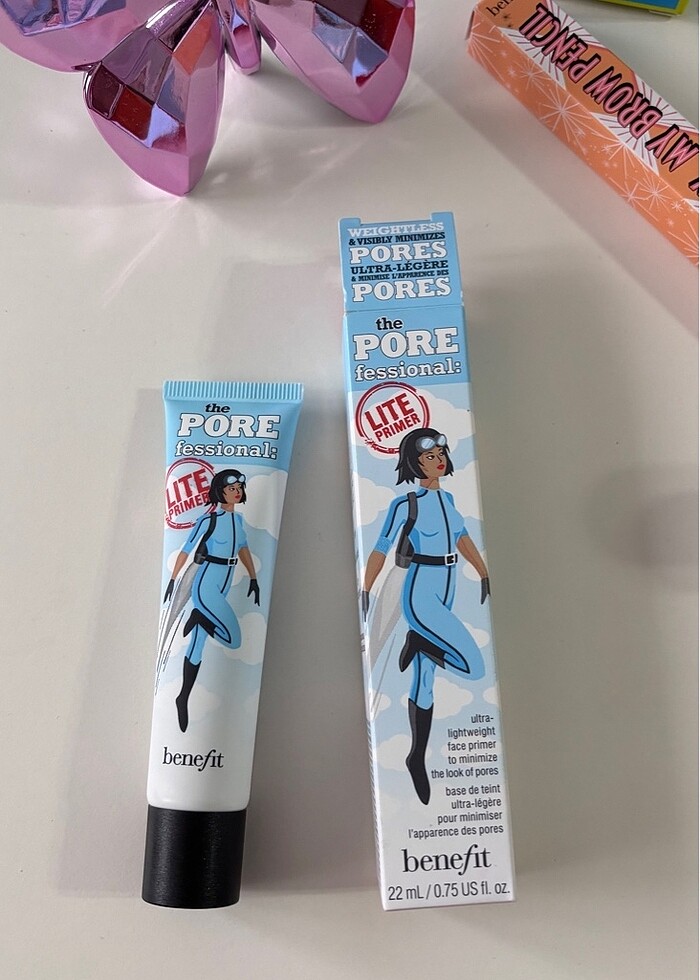 ben
MY BROW PENCIL
WEIGHTLESS
& VISIBLY MINIMIZES
PORES
ULTRA-LÉGÈRE
& MINIMISE L'APPARENCE DES
PORES
the
PORE
fessional:
LITE
PRIMER
ultra-
lightweight
face primer
to minimize
the look of pores
base de teint
ultra-légère
pour minimiser
l'apparence des pores
benefit
22 mL / 0.75 US fl. oz.
the
PORE
fessional:
LITE
PRIMER
benefit